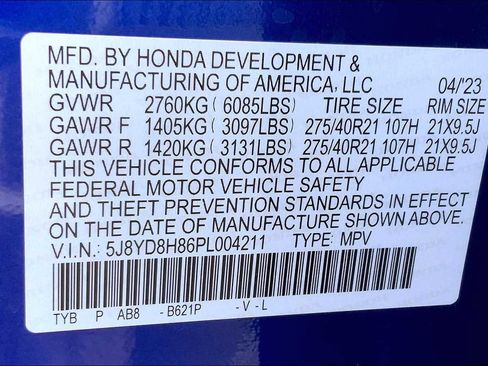 MFD. BY HONDA DEVELOPMENT &
MANUFACTURING OF AMERICA, LLC 04/'23
GVWR 2760KG (6085LBS) TIRE SIZE RIM SIZE
GAWR F 1405KG (3097LBS) 275/40R21 107H 21X9.5J
GAWR R 1420KG (3131LBS) 275/40R21 107H 21X9.5J
THIS VEHICLE CONFORMS TO ALL APPLICABLE
FEDERAL MOTOR VEHICLE SAFETY
AND THEFT PREVENTION STANDARDS IN EFFECT
ON THE DATE OF MANUFACTURE SHOWN ABOVE.
V.I.N.: 5J8YD8H86PL004211 TYPE: MPV
TYB P AB8 - B621P - V - L